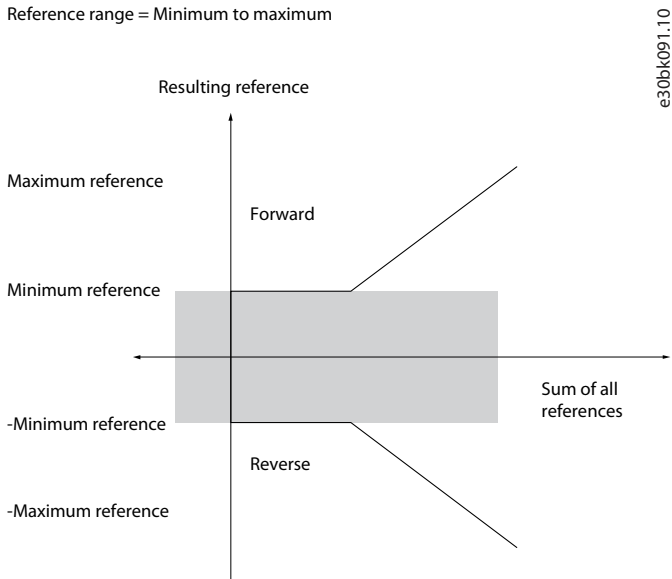 Reference range = Minimum to maximum
e30bk091.10
Resulting reference
Maximum reference
Forward
Minimum reference
Sum of all
references
-Minimum reference
Reverse
-Maximum reference